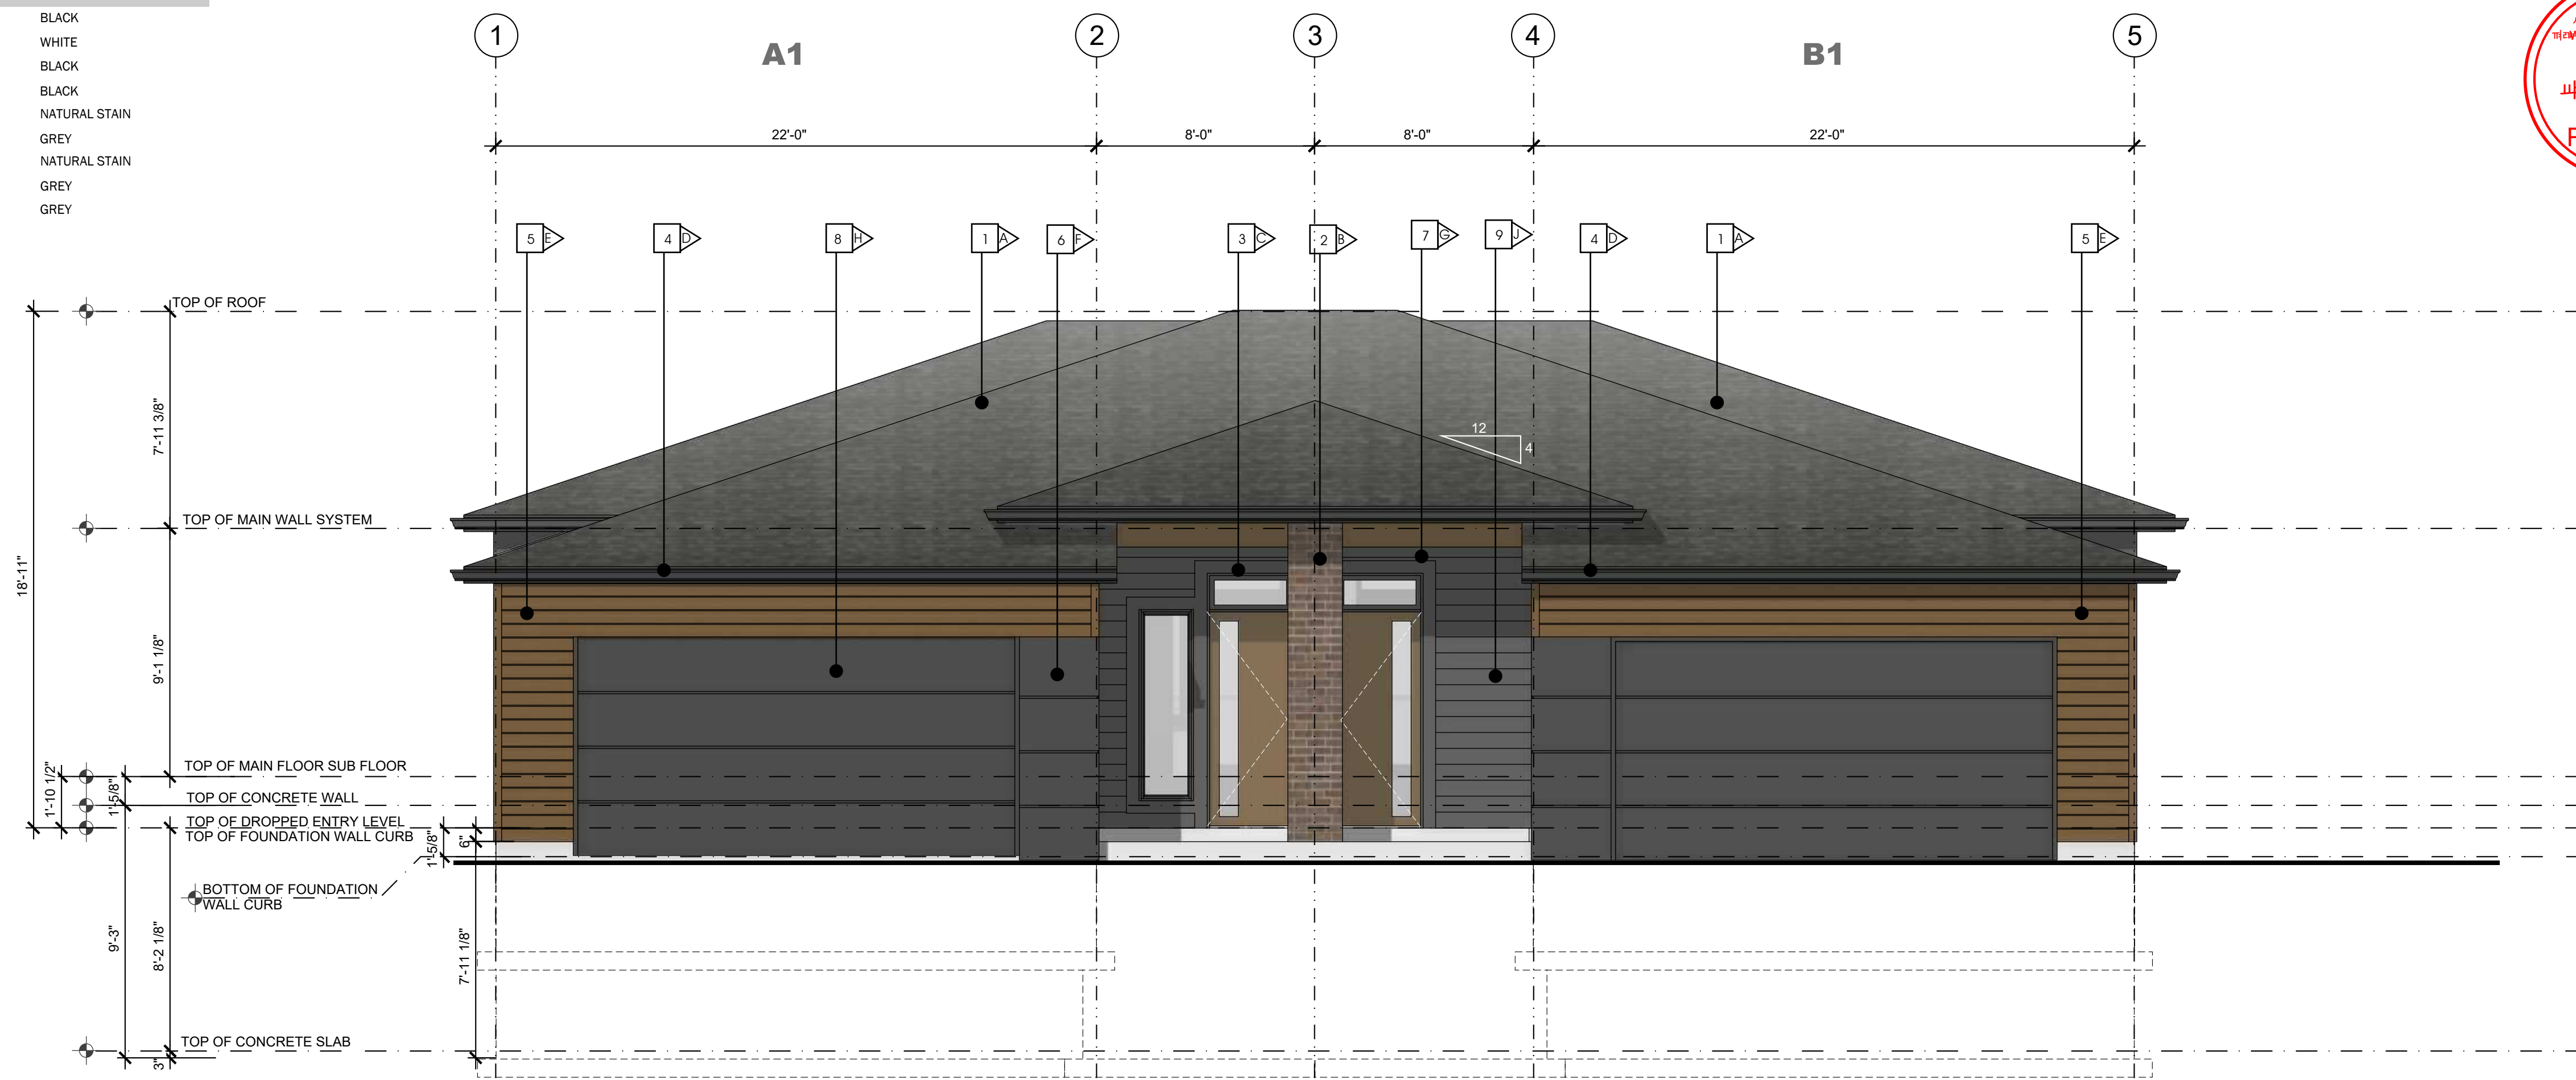 BLACK
WHITE
BLACK
BLACK
NATURAL STAIN
GREY
NATURAL STAIN
GREY
GREY
1
2
3
4
5
A1
B1
22'-0"
8'-0"
8'-0"
22'-0"
5 E
4 D
8 H
1 A
6 F
3 C
2 B
7 G
9 J
4 D
1 A
5 E
TOP OF ROOF
7'-11 3/8"
12
4
TOP OF MAIN WALL SYSTEM
18'-11"
9'-1 1/8"
TOP OF MAIN FLOOR SUB FLOOR
1'-10 1/2"
1'-5/8"
TOP OF CONCRETE WALL
TOP OF DROPPED ENTRY LEVEL
TOP OF FOUNDATION WALL CURB
1'-5/8"
6"
BOTTOM OF FOUNDATION
WALL CURB
9'-3"
8'-2 1/8"
7'-11 1/8"
TOP OF CONCRETE SLAB
3"